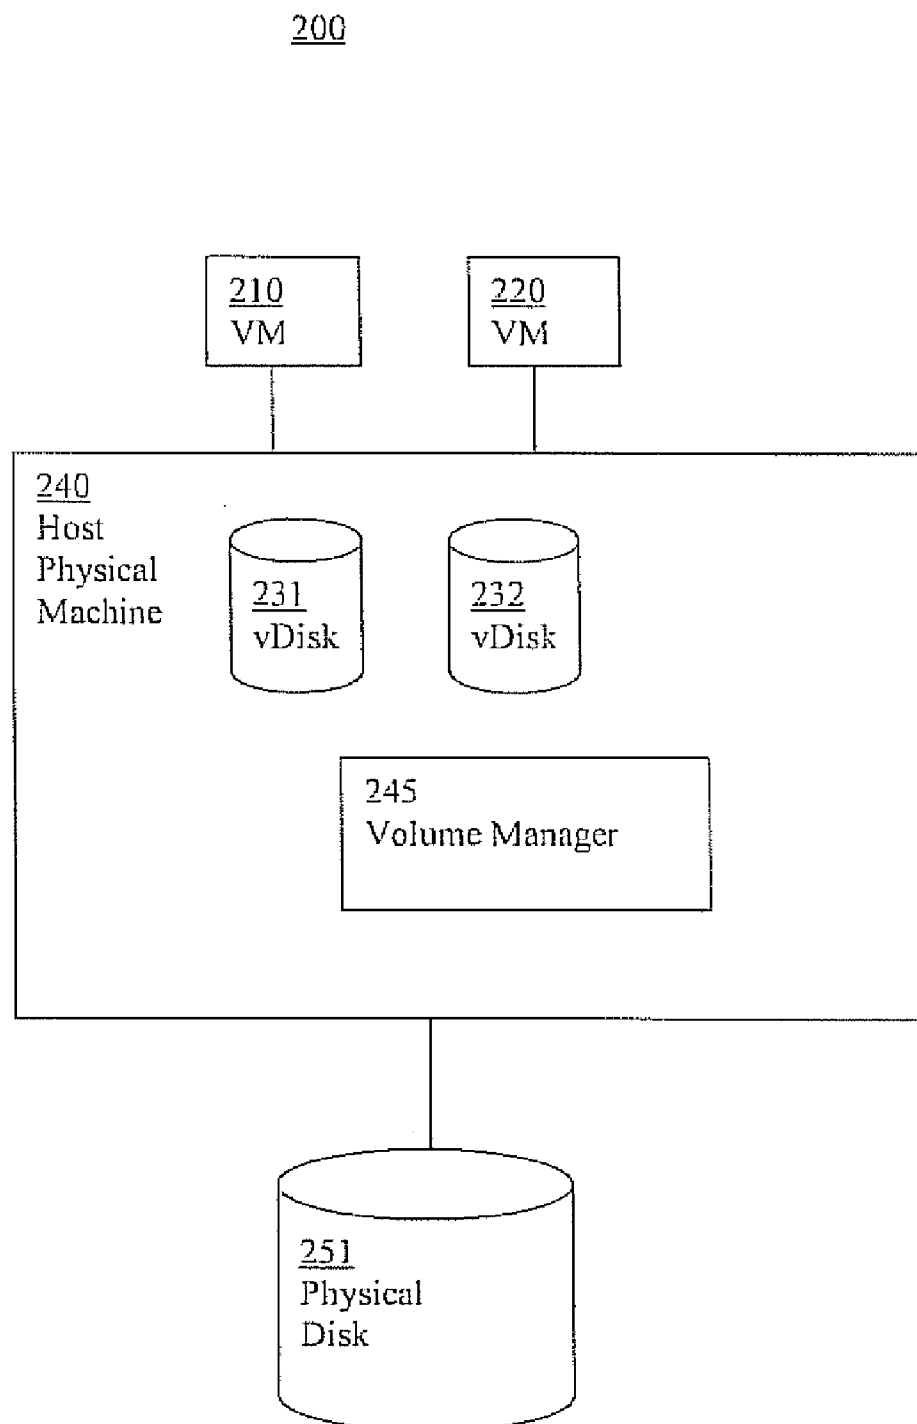 200
210
VM
220
VM
240
Host
Physical
Machine
231
vDisk
232
vDisk
245
Volume Manager
251
Physical
Disk